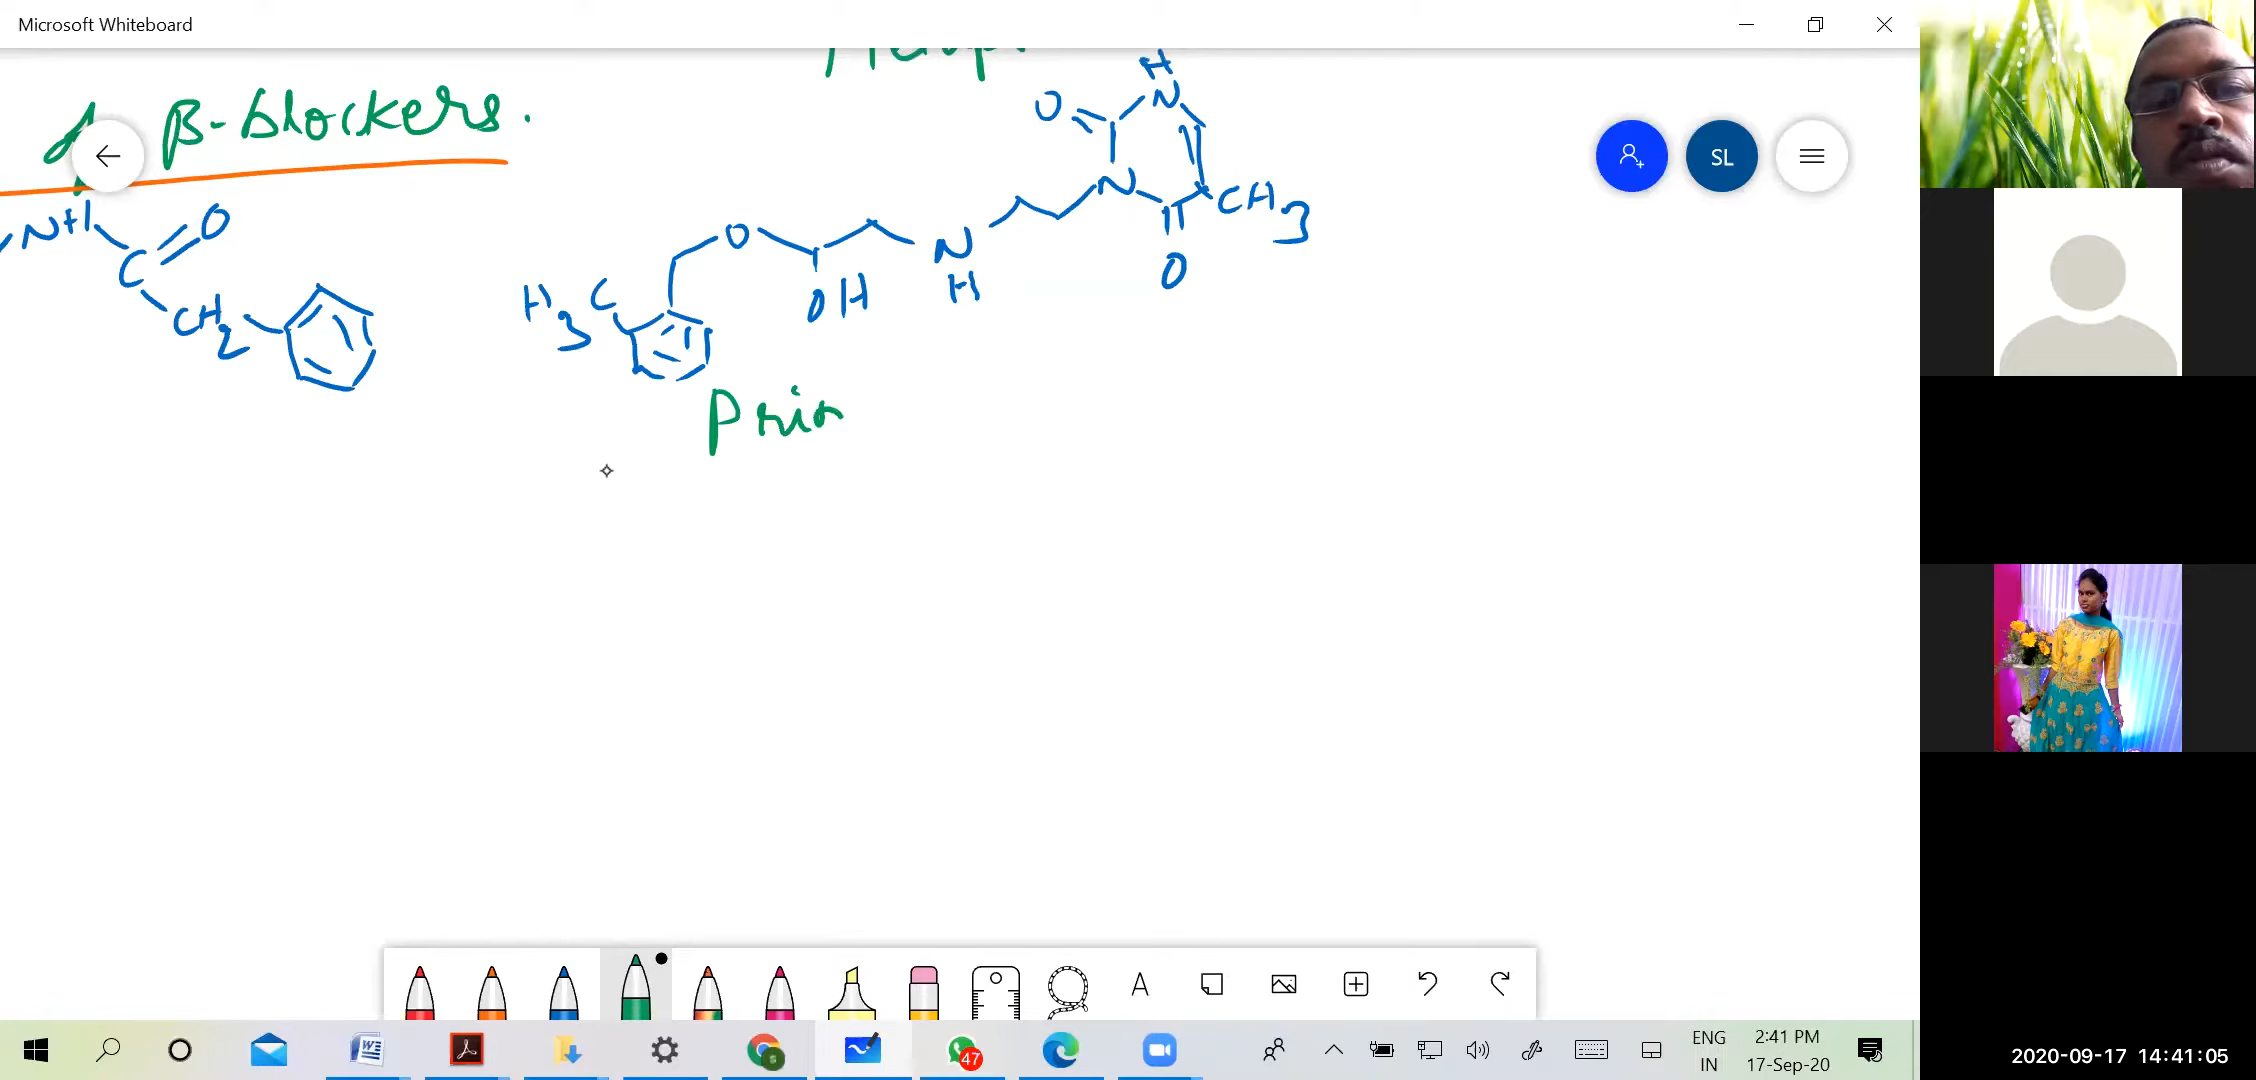 Microsoft Whiteboard
β-blockers.
H
N
O
N
CH3
O
NH
O
C
CH2
O
OH
N
H
H3C
Prin
SL
A
47
ENG
IN
2:41 PM
17-Sep-20
2020-09-17 14:41:05